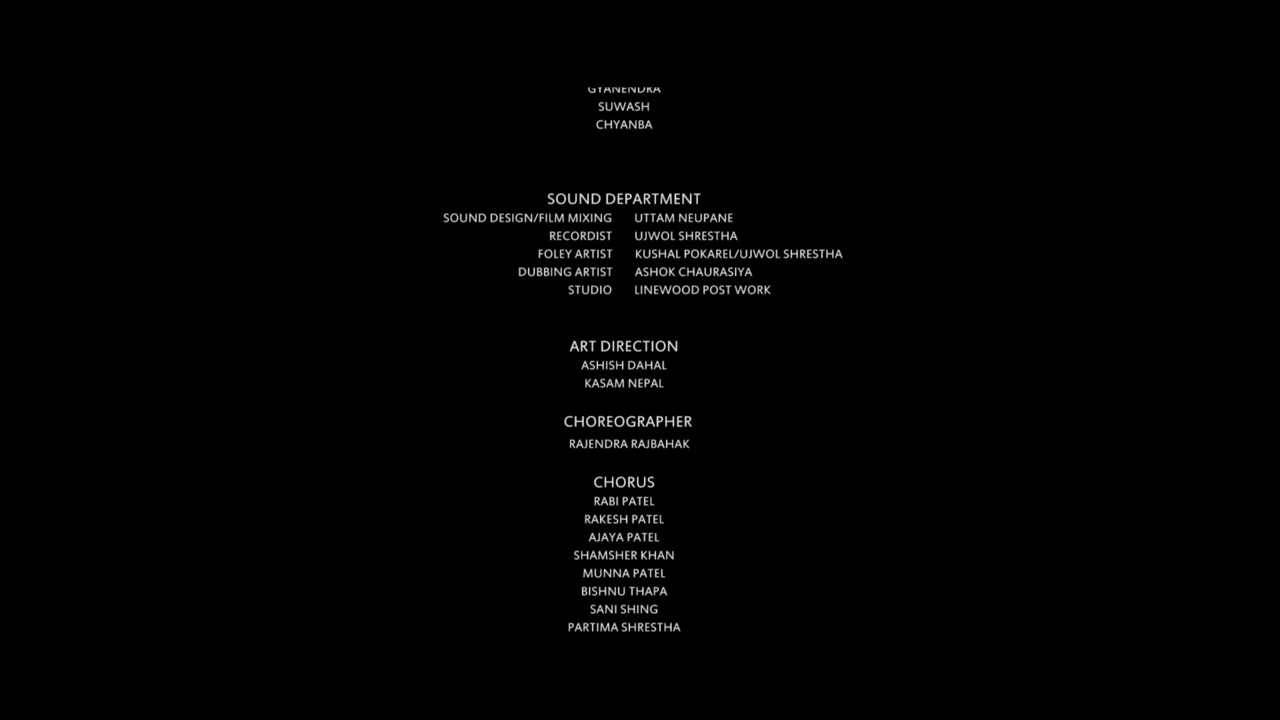 GYANENDRA
SUWASH
CHYANBA
SOUND DEPARTMENT
SOUND DESIGN/FILM MIXING UTTAM NEUPANE
RECORDIST UJWOL SHRESTHA
FOLEY ARTIST KUSHAL POKAREL/UJWOL SHRESTHA
DUBBING ARTIST ASHOK CHAURASIYA
STUDIO LINEWOOD POST WORK
ART DIRECTION
ASHISH DAHAL
KASAM NEPAL
CHOREOGRAPHER
RAJENDRA RAJBAHAK
CHORUS
RABI PATEL
RAKESH PATEL
AJAYA PATEL
SHAMSHER KHAN
MUNNA PATEL
BISHNU THAPA
SANI SHING
PARTIMA SHRESTHA